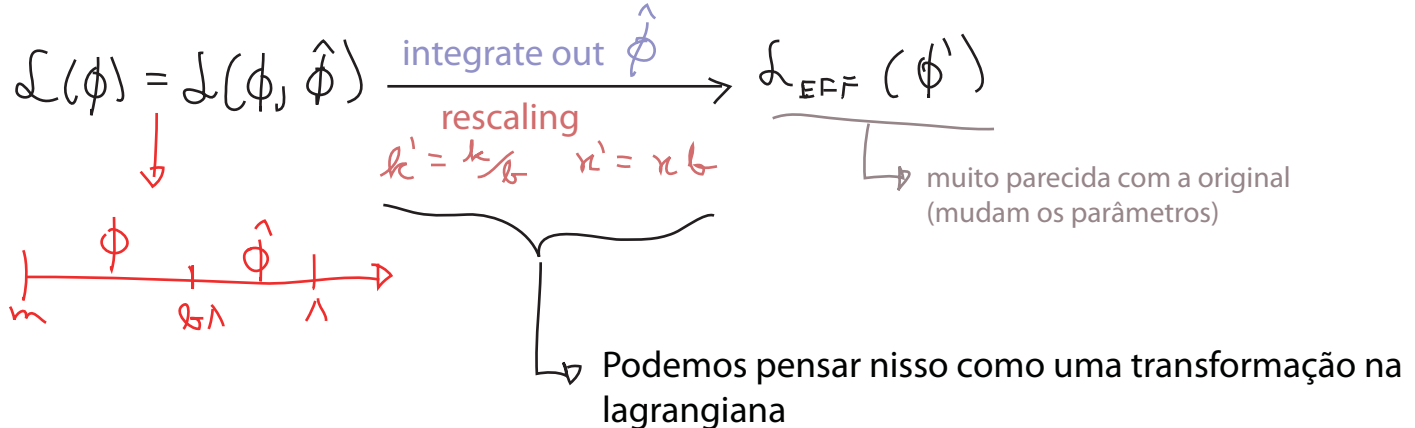 ℒ(ϕ) = ℒ(ϕ, ϕ̂)
integrate out ϕ̂
rescaling
k' = k/b   x' = x b
ℒ_EFF (ϕ')
muito parecida com a original
(mudam os parâmetros)
ϕ   ϕ̂
m   bΛ   Λ
Podemos pensar nisso como uma transformação na
lagrangiana